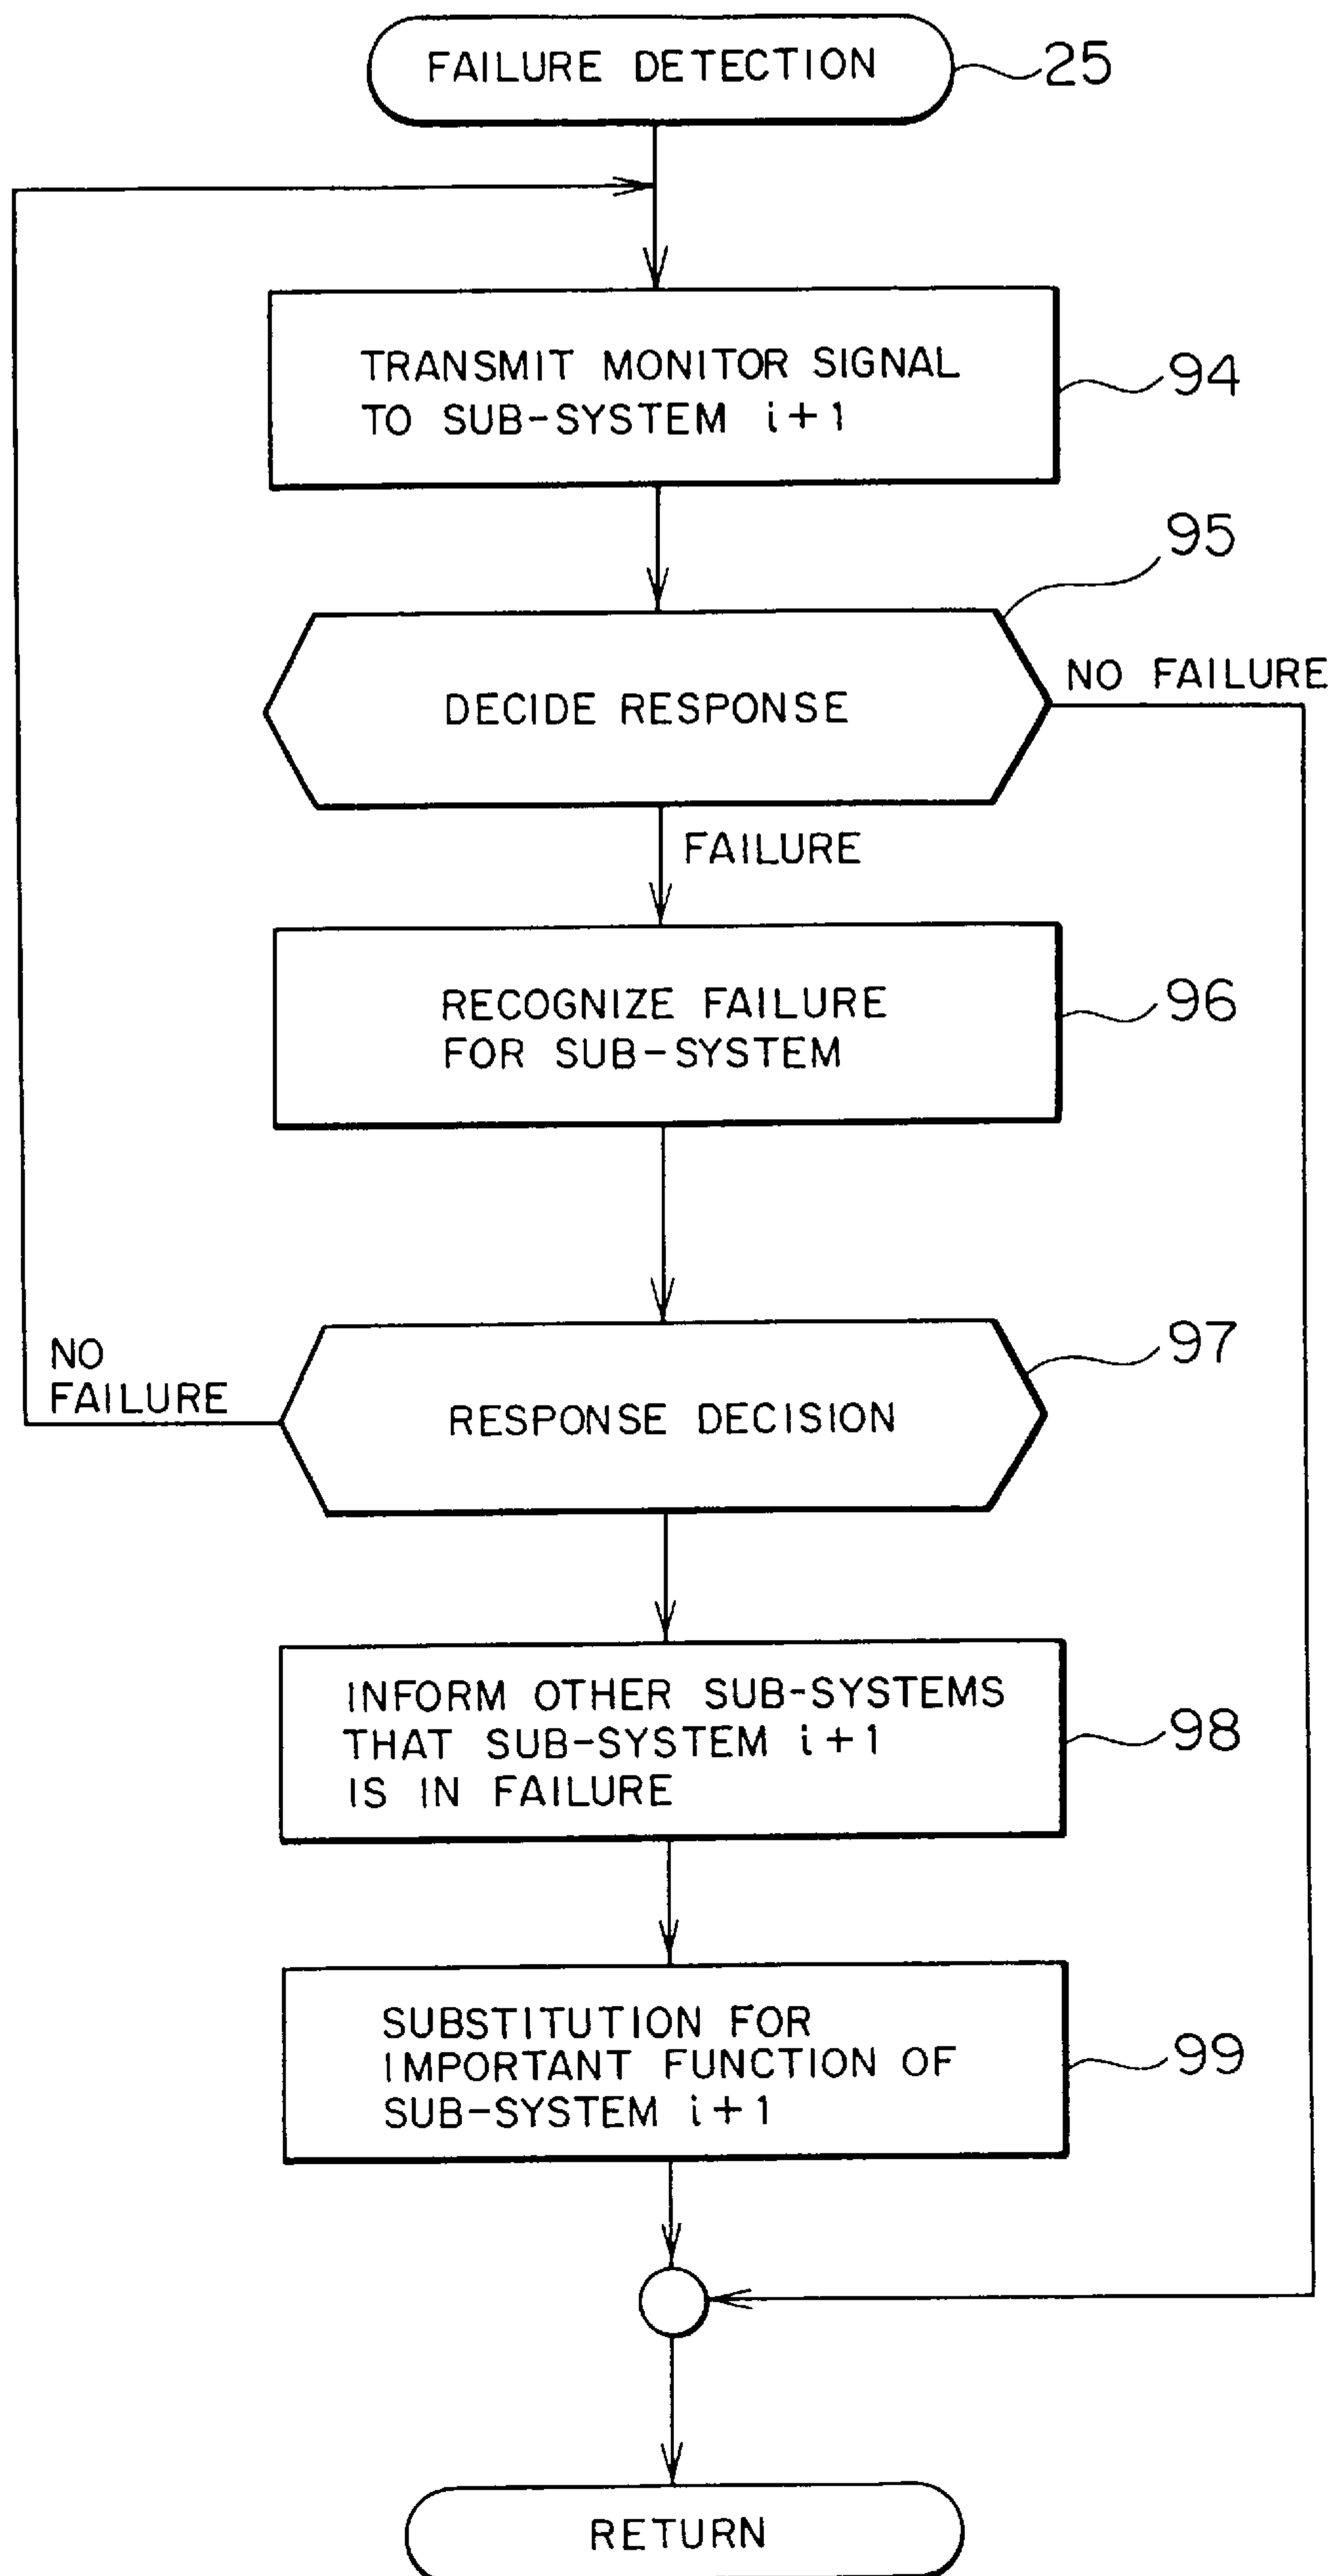 FAILURE DETECTION
25
TRANSMIT MONITOR SIGNAL
TO SUB-SYSTEM i+1
94
95
DECIDE RESPONSE
NO FAILURE
FAILURE
RECOGNIZE FAILURE
FOR SUB-SYSTEM
96
97
NO
FAILURE
RESPONSE DECISION
INFORM OTHER SUB-SYSTEMS
THAT SUB-SYSTEM i+1
IS IN FAILURE
98
SUBSTITUTION FOR
IMPORTANT FUNCTION OF
SUB-SYSTEM i+1
99
RETURN